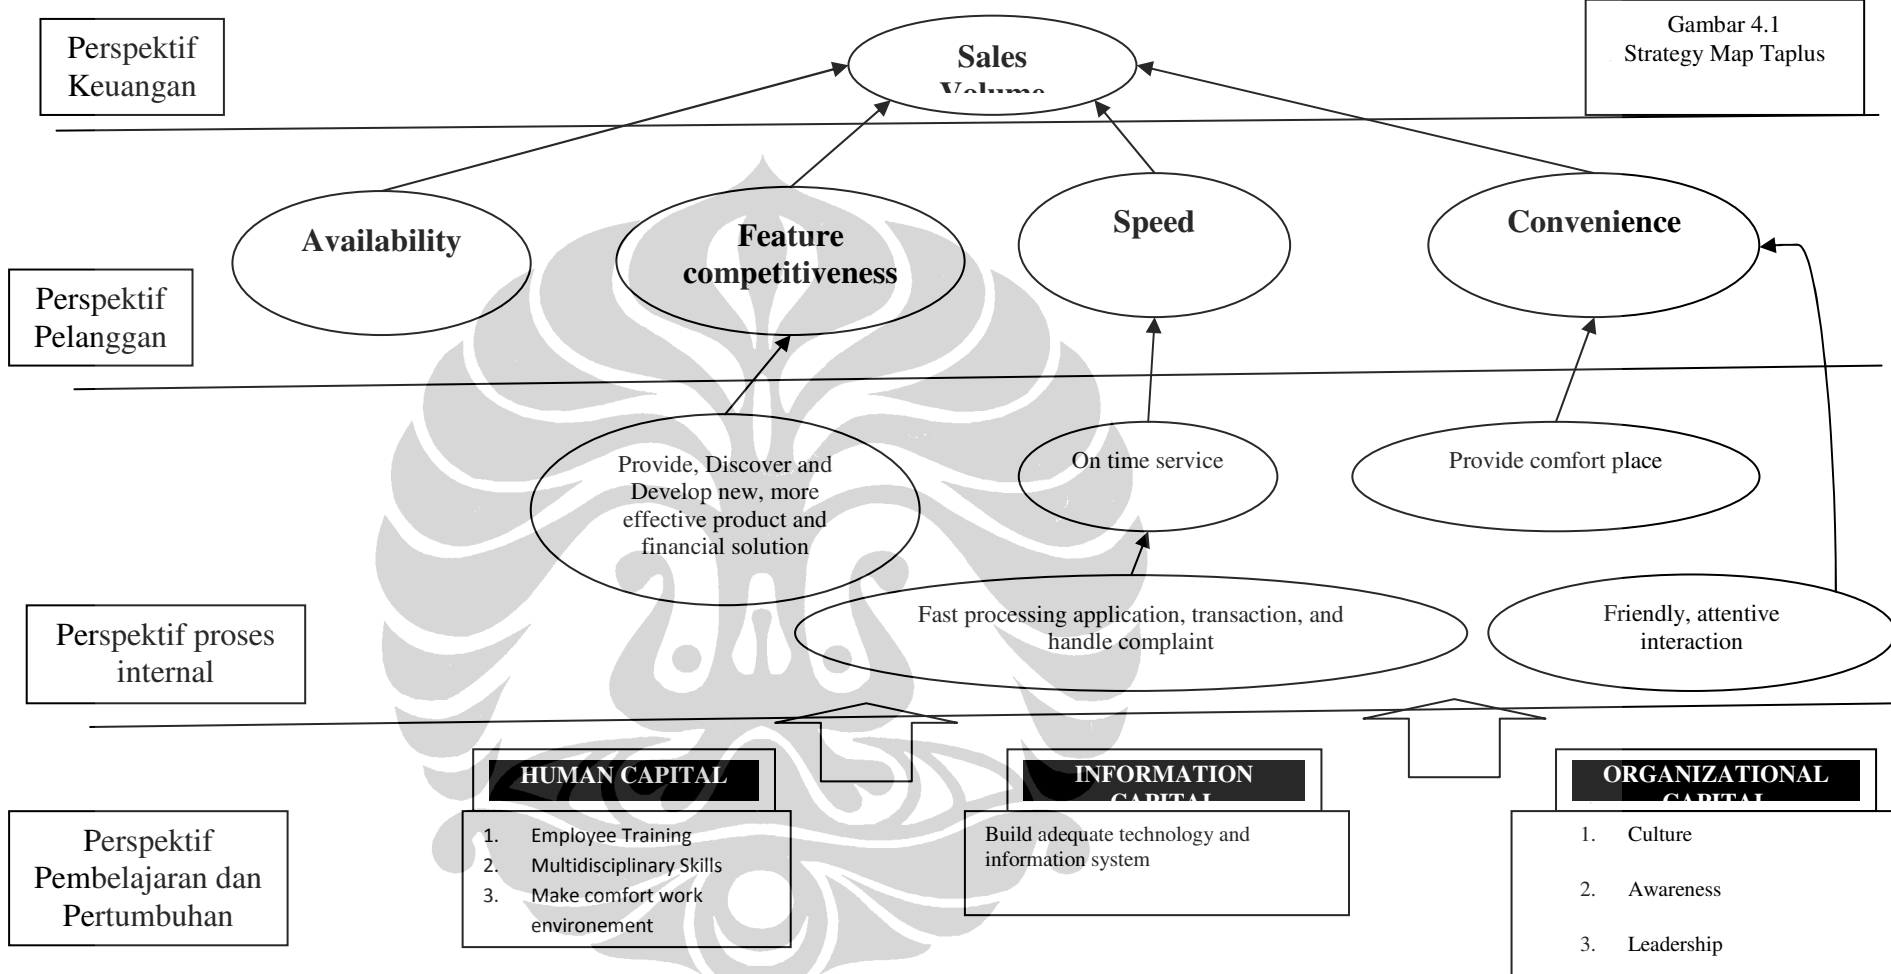 Perspektif
Keuangan
Sales
Volume
Gambar 4.1
Strategy Map Taplus
Perspektif
Pelanggan
Availability
Feature
competitiveness
Speed
Convenience
Provide, Discover and
Develop new, more
effective product and
financial solution
On time service
Provide comfort place
Perspektif proses
internal
Fast processing application, transaction, and
handle complaint
Friendly, attentive
interaction
Perspektif
Pembelajaran dan
Pertumbuhan
HUMAN CAPITAL
1. Employee Training
2. Multidisciplinary Skills
3. Make comfort work
environement
INFORMATION
CAPITAL
Build adequate technology and
information system
ORGANIZATIONAL
CAPITAL
1. Culture
2. Awareness
3. Leadership